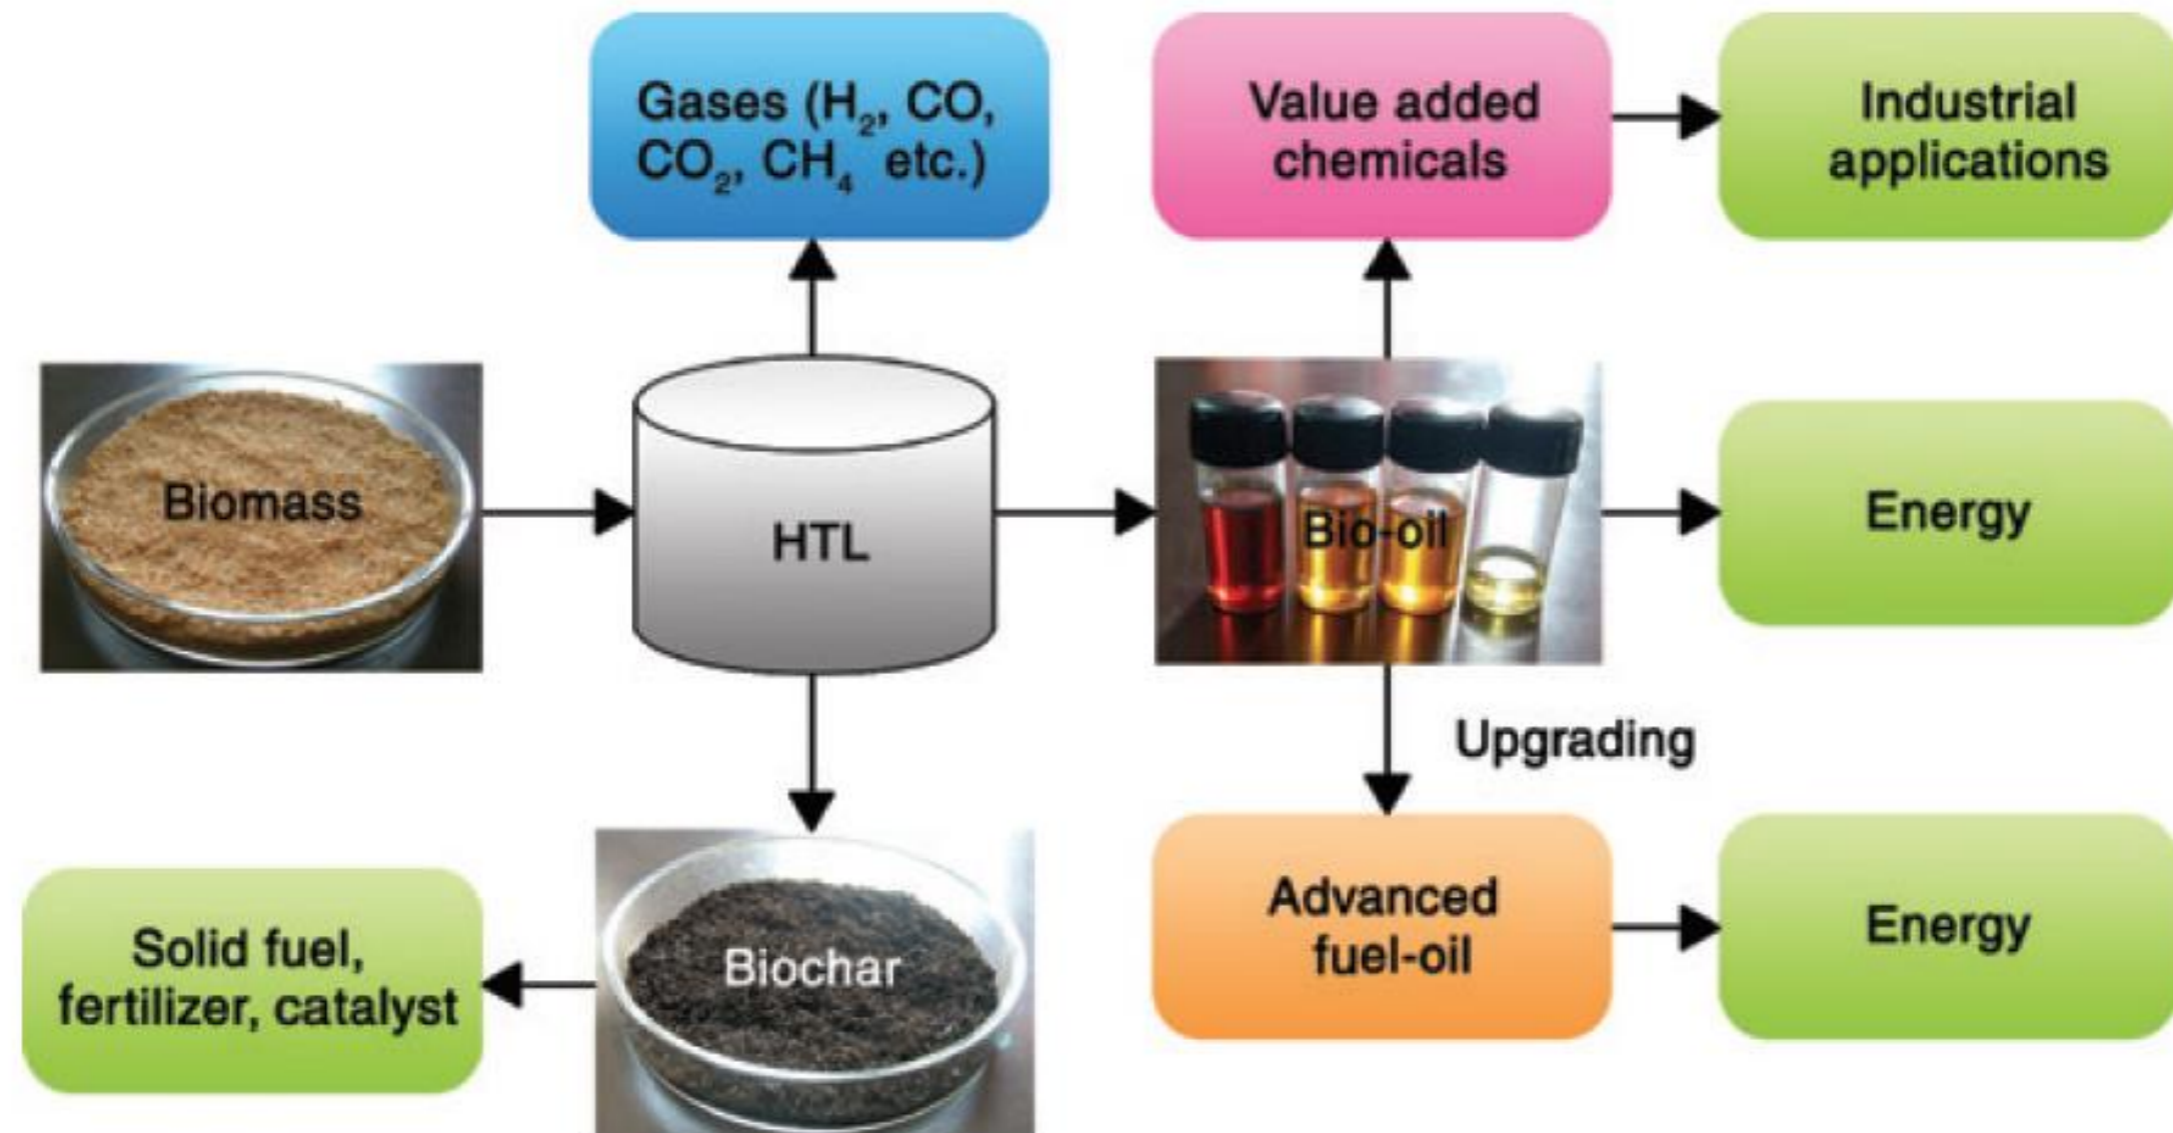 Gases (H₂, CO,
CO₂, CH₄ etc.)
Value added
chemicals
Industrial
applications
Biomass
HTL
Bio-oil
Energy
Upgrading
Solid fuel,
fertilizer, catalyst
Biochar
Advanced
fuel-oil
Energy